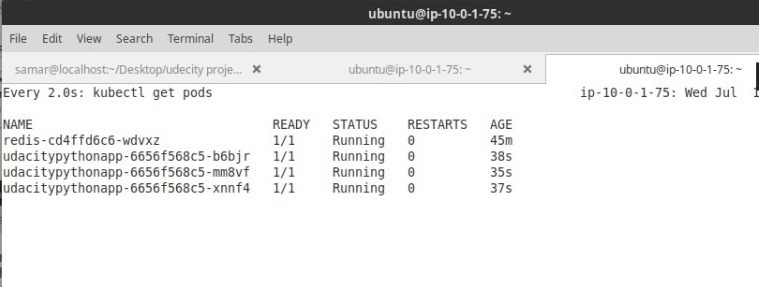 ubuntu@ip-10-0-1-75: ~
File Edit View Search Terminal Tabs Help
samar@localhost:~/Desktop/udecity proje... × ubuntu@ip-10-0-1-75: ~ × ubuntu@ip-10-0-1-75: ~
Every 2.0s: kubectl get pods ip-10-0-1-75: Wed Jul 1
NAME READY STATUS RESTARTS AGE
redis-cd4ffd6c6-wdvxz 1/1 Running 0 45m
udacitypythonapp-6656f568c5-b6bjr 1/1 Running 0 38s
udacitypythonapp-6656f568c5-mm8vf 1/1 Running 0 35s
udacitypythonapp-6656f568c5-xnnf4 1/1 Running 0 37s